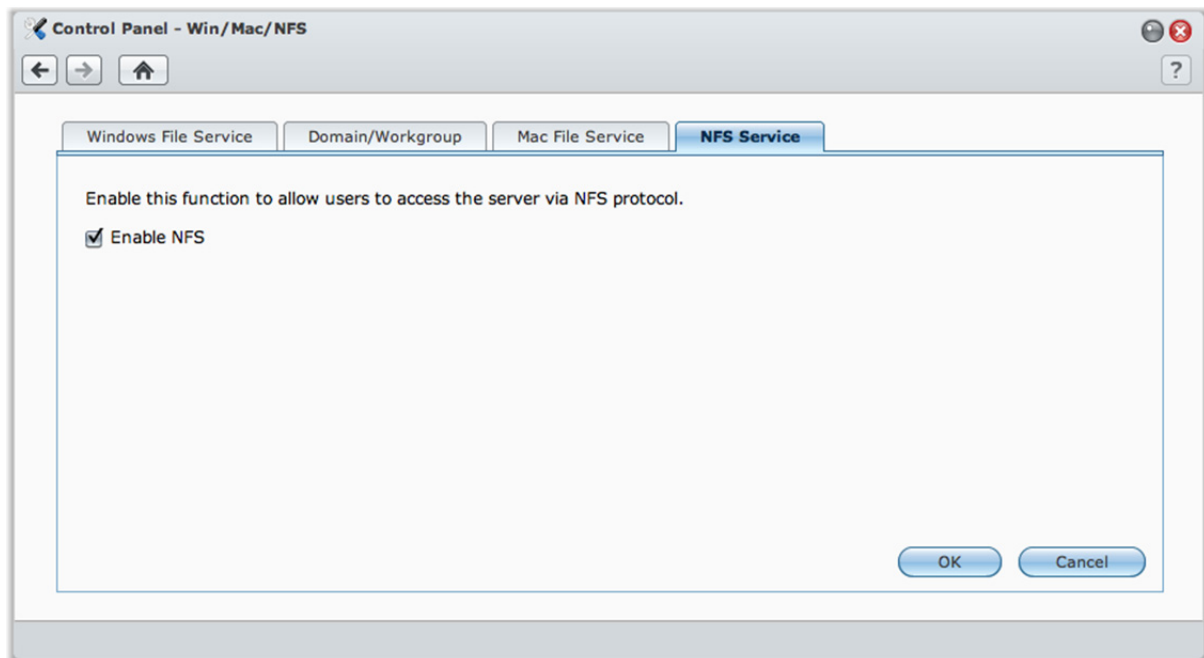 Control Panel - Win/Mac/NFS
?
Windows File Service
Domain/Workgroup
Mac File Service
NFS Service
Enable this function to allow users to access the server via NFS protocol.
Enable NFS
OK
Cancel